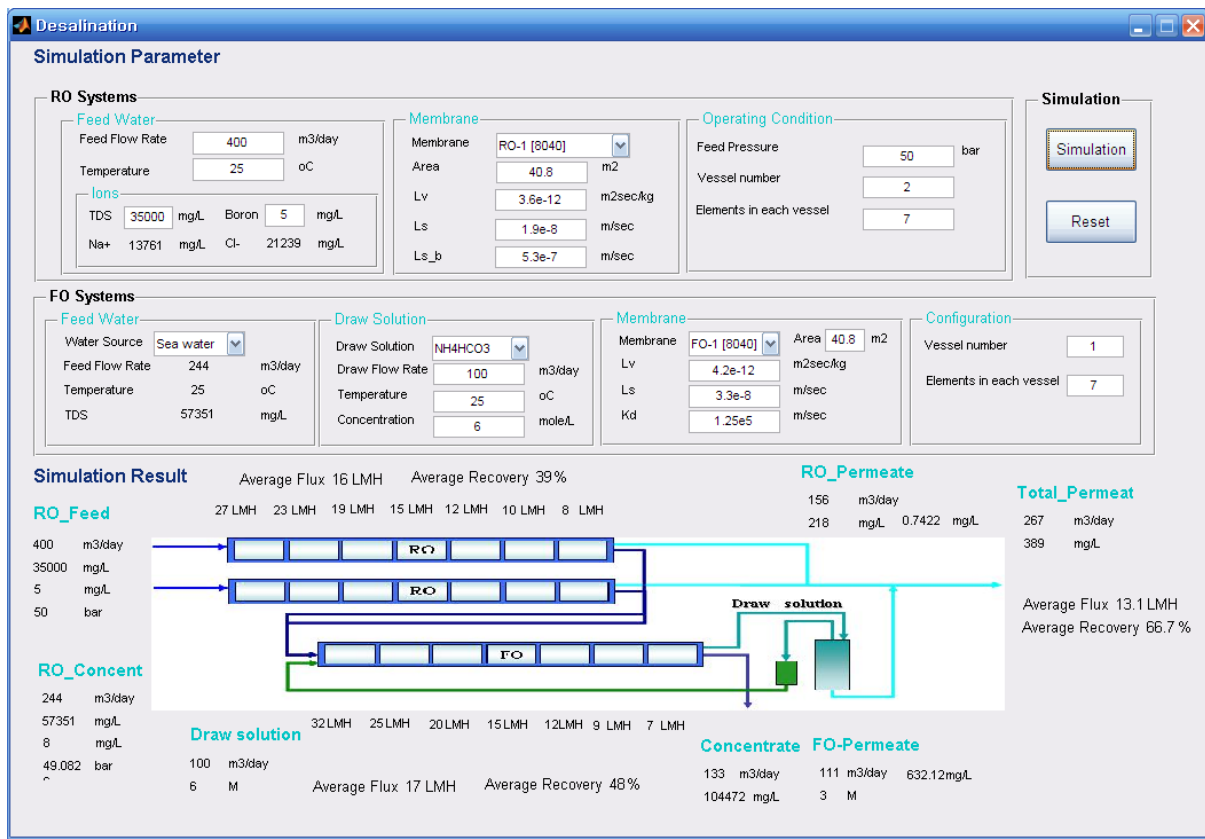 Desalination
Simulation Parameter
RO Systems
Feed Water
Feed Flow Rate 400 m3/day
Temperature 25 oC
Ions
TDS 35000 mg/L Boron 5 mg/L
Na+ 13761 mg/L Cl- 21239 mg/L
Membrane
Membrane RO-1 [8040]
Area 40.8 m2
Lv 3.6e-12 m2sec/kg
Ls 1.9e-8 m/sec
Ls_b 5.3e-7 m/sec
Operating Condition
Feed Pressure 50 bar
Vessel number 2
Elements in each vessel 7
Simulation
Simulation
Reset
FO Systems
Feed Water
Water Source Sea water
Feed Flow Rate 244 m3/day
Temperature 25 oC
TDS 57351 mg/L
Draw Solution
Draw Solution NH4HCO3
Draw Flow Rate 100 m3/day
Temperature 25 oC
Concentration 6 mole/L
Membrane
Membrane FO-1 [8040] Area 40.8 m2
Lv 4.2e-12 m2sec/kg
Ls 3.3e-8 m/sec
Kd 1.25e5 m/sec
Configuration
Vessel number 1
Elements in each vessel 7
Simulation Result
Average Flux 16 LMH Average Recovery 39%
27 LMH 23 LMH 19 LMH 15 LMH 12 LMH 10 LMH 8 LMH
RO_Feed
400 m3/day
35000 mg/L
5 mg/L
50 bar
RO
RO
FO
Draw solution
RO_Permeate
156 m3/day
218 mg/L 0.7422 mg/L
Total_Permeat
267 m3/day
389 mg/L
Average Flux 13.1 LMH
Average Recovery 66.7 %
RO_Concent
244 m3/day
57351 mg/L
8 mg/L
49.082 bar
32 LMH 25 LMH 20 LMH 15 LMH 12LMH 9 LMH 7 LMH
Draw solution
100 m3/day
6 M
Average Flux 17 LMH Average Recovery 48%
Concentrate
133 m3/day
104472 mg/L
FO-Permeate
111 m3/day 632.12mg/L
3 M